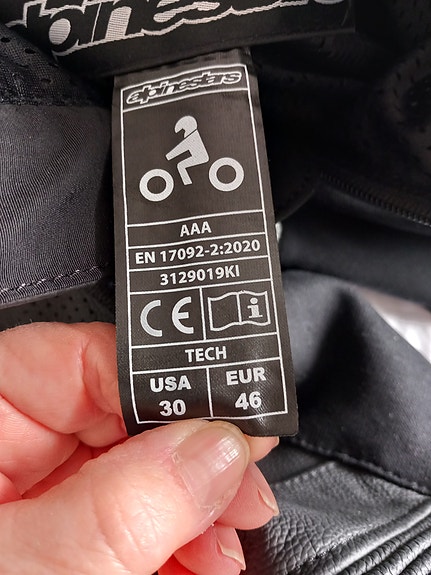 alpinestars
AAA
EN 17092-2:2020
3129019KI
CE i
TECH
USA EUR
30 46